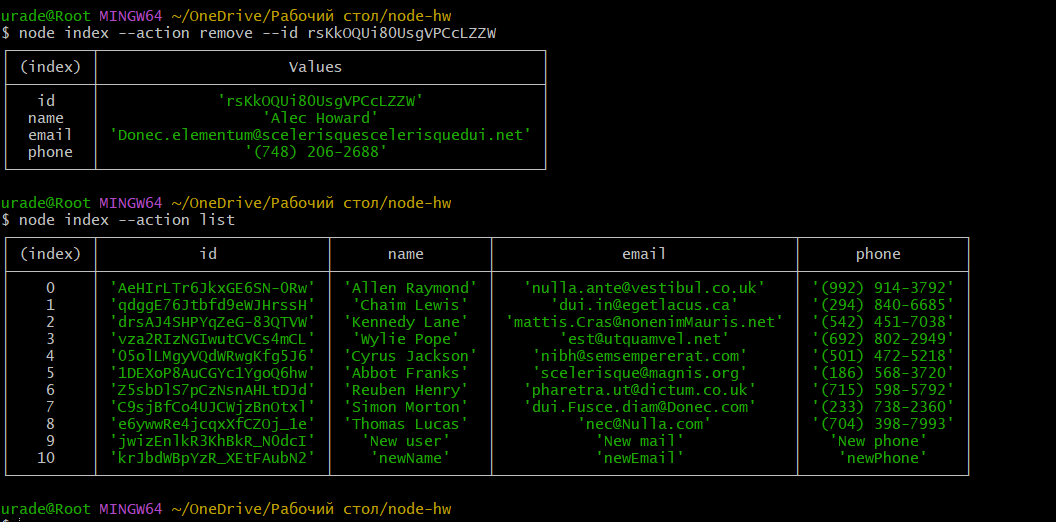 urade@Root MINGW64 ~/OneDrive/Рабочий стол/node-hw
$ node index --action remove --id rsKkOQUi8OUsgVPCcLZZW
(index) Values
id 'rsKkOQUi8OUsgVPCcLZZW'
name 'Alec Howard'
email 'Donec.elementum@scelerisquescelerisquedui.net'
phone '(748) 206-2688'
urade@Root MINGW64 ~/OneDrive/Рабочий стол/node-hw
$ node index --action list
(index) id name email phone
0 'AeHIrLTr6JkxGE6SN-0Rw' 'Allen Raymond' 'nulla.ante@vestibul.co.uk' '(992) 914-3792'
1 'qdggE76Jtbfd9eWJHrssH' 'Chaim Lewis' 'dui.in@egetlacus.ca' '(294) 840-6685'
2 'drsAJ4SHPYqZeG-83QTVW' 'Kennedy Lane' 'mattis.Cras@nonenimMauris.net' '(542) 451-7038'
3 'vza2RIzNGIwutCVCs4mCL' 'Wylie Pope' 'est@utquamvel.net' '(692) 802-2949'
4 '05olLMgyVQdWRwgKfg5J6' 'Cyrus Jackson' 'nibh@semsempererat.com' '(501) 472-5218'
5 '1DEXoP8AuCGYc1YgoQ6hw' 'Abbot Franks' 'scelerisque@magnis.org' '(186) 568-3720'
6 'Z5sbDlS7pCzNsnAHLtDJd' 'Reuben Henry' 'pharetra.ut@dictum.co.uk' '(715) 598-5792'
7 'C9sjBfCo4UJCWjzBnOtxl' 'Simon Morton' 'dui.Fusce.diam@Donec.com' '(233) 738-2360'
8 'e6ywwRe4jcqxXfCZOj_1e' 'Thomas Lucas' 'nec@Nulla.com' '(704) 398-7993'
9 'jwizEnlkR3KhBkR_NOdcI' 'New user' 'New mail' 'New phone'
10 'krJbdWBpYzR_XEtFAubN2' 'newName' 'newEmail' 'newPhone'
urade@Root MINGW64 ~/OneDrive/Рабочий стол/node-hw
$